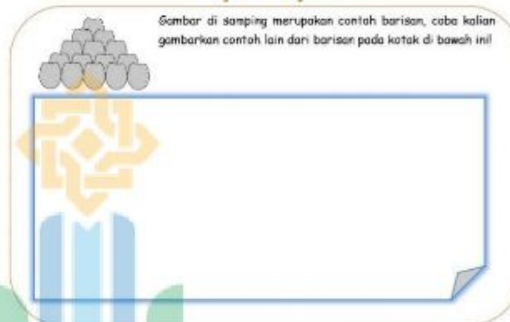 Gambar di samping merupakan contoh barisan, coba kalian
gambarkan contoh lain dari barisan pada kotak di bawah ini!